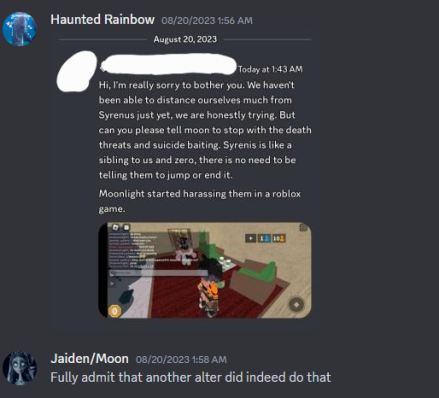 Haunted Rainbow 08/20/2023 1:56 AM
August 20, 2023
Today at 1:43 AM
Hi, I'm really sorry to bother you. We haven't
been able to distance ourselves much from
Syrenus just yet, we are honestly trying. But
can you please tell moon to stop with the death
threats and suicide baiting. Syrenis is like a
sibling to us and zero, there is no need to be
telling them to jump or end it.
Moonlight started harassing them in a roblox
game.
Jaiden/Moon 08/20/2023 1:58 AM
Fully admit that another alter did indeed do that